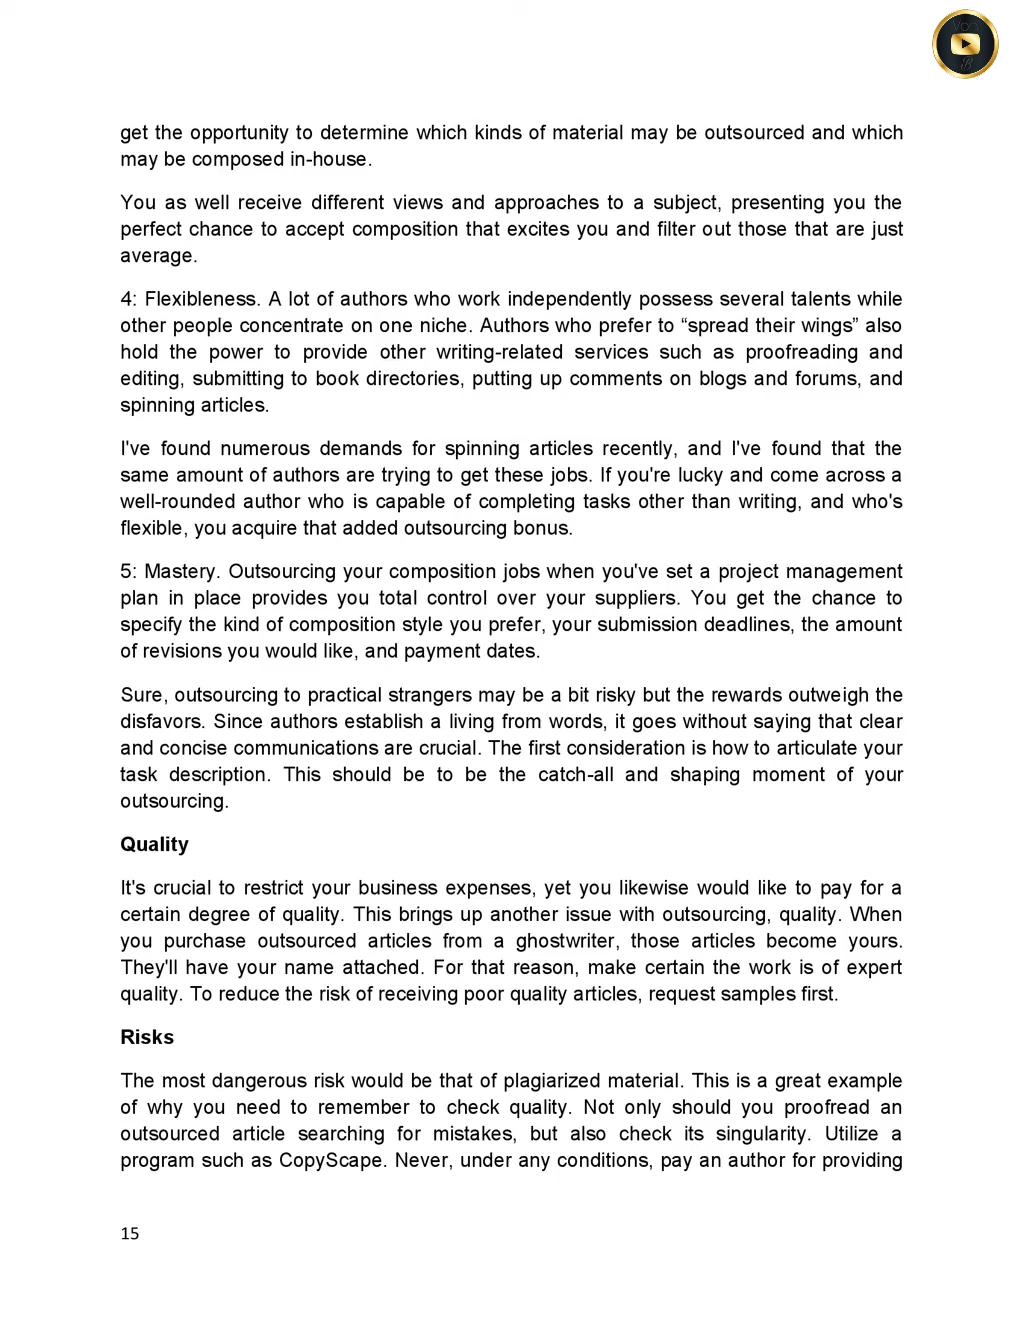 get the opportunity to determine which kinds of material may be outsourced and which
may be composed in-house.
You as well receive different views and approaches to a subject, presenting you the
perfect chance to accept composition that excites you and filter out those that are just
average.
4: Flexibleness. A lot of authors who work independently possess several talents while
other people concentrate on one niche. Authors who prefer to “spread their wings” also
hold the power to provide other writing-related services such as proofreading and
editing, submitting to book directories, putting up comments on blogs and forums, and
spinning articles.
I've found numerous demands for spinning articles recently, and I've found that the
same amount of authors are trying to get these jobs. If you're lucky and come across a
well-rounded author who is capable of completing tasks other than writing, and who's
flexible, you acquire that added outsourcing bonus.
5: Mastery. Outsourcing your composition jobs when you've set a project management
plan in place provides you total control over your suppliers. You get the chance to
specify the kind of composition style you prefer, your submission deadlines, the amount
of revisions you would like, and payment dates.
Sure, outsourcing to practical strangers may be a bit risky but the rewards outweigh the
disfavors. Since authors establish a living from words, it goes without saying that clear
and concise communications are crucial. The first consideration is how to articulate your
task description. This should be to be the catch-all and shaping moment of your
outsourcing.
Quality
It's crucial to restrict your business expenses, yet you likewise would like to pay for a
certain degree of quality. This brings up another issue with outsourcing, quality. When
you purchase outsourced articles from a ghostwriter, those articles become yours.
They'll have your name attached. For that reason, make certain the work is of expert
quality. To reduce the risk of receiving poor quality articles, request samples first.
Risks
The most dangerous risk would be that of plagiarized material. This is a great example
of why you need to remember to check quality. Not only should you proofread an
outsourced article searching for mistakes, but also check its singularity. Utilize a
program such as CopyScape. Never, under any conditions, pay an author for providing
15